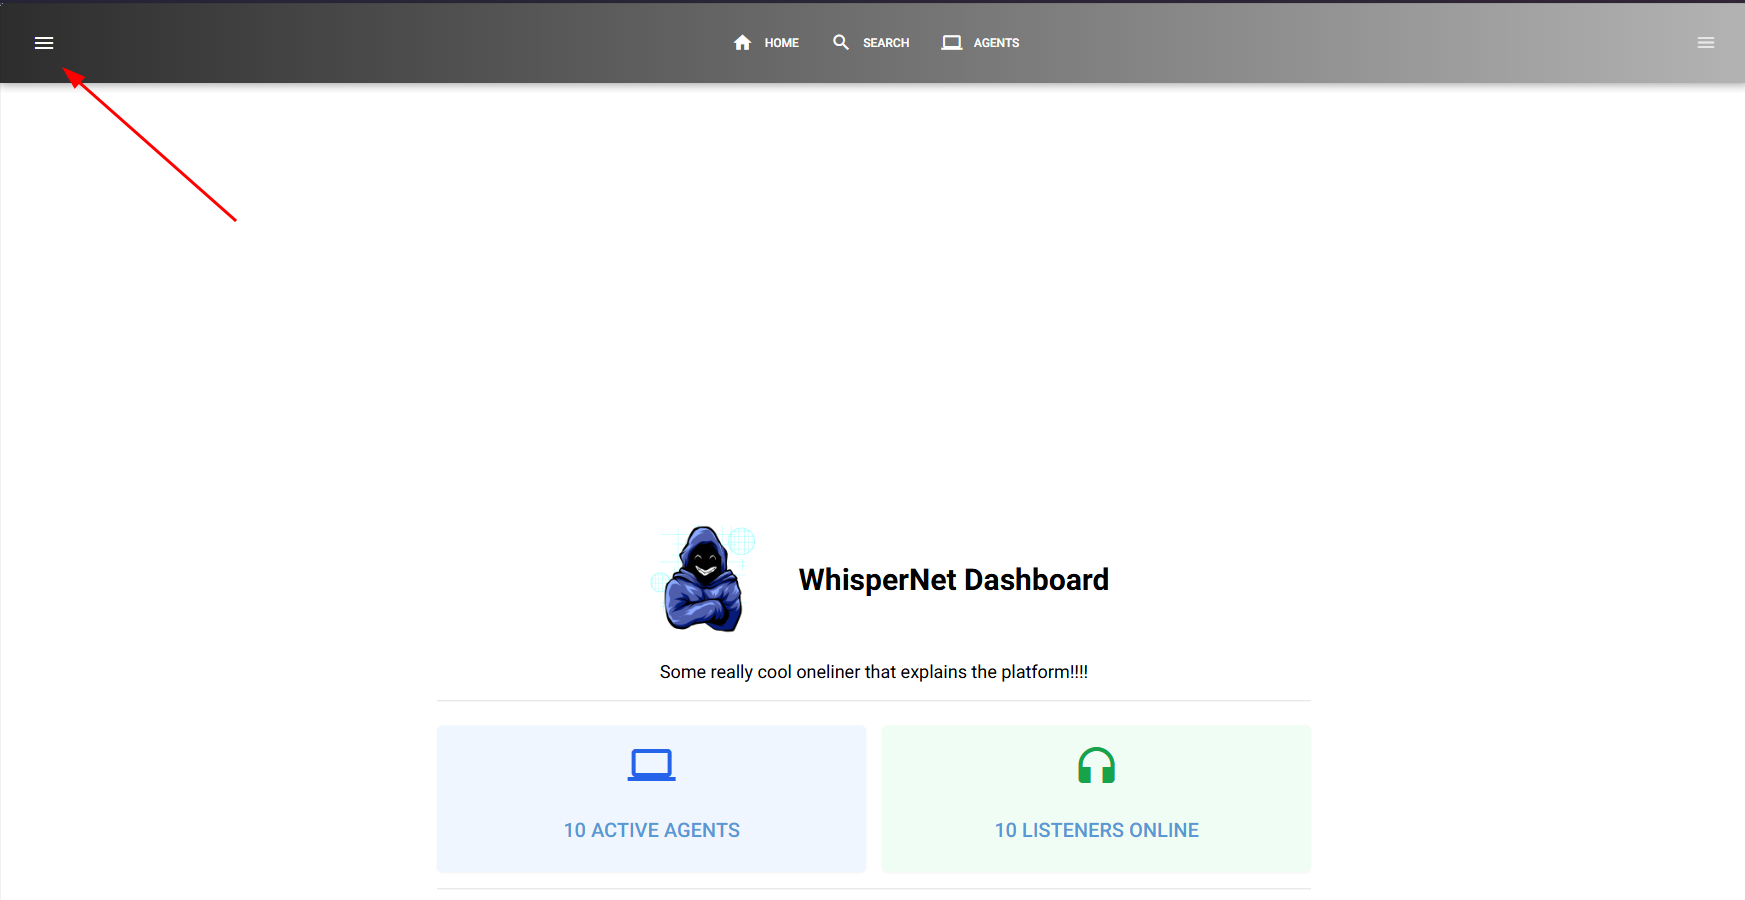 HOME SEARCH AGENTS
WhisperNet Dashboard
Some really cool oneliner that explains the platform!!!!
10 ACTIVE AGENTS
10 LISTENERS ONLINE